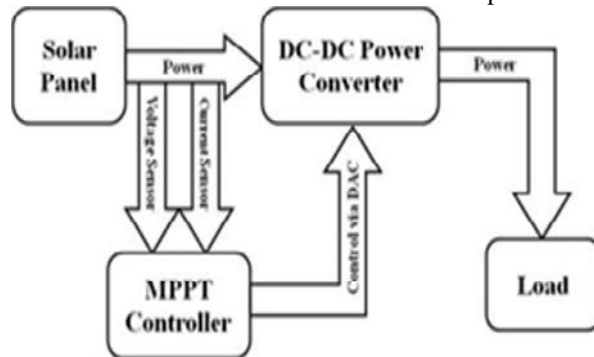 Solar
Panel
Power
DC-DC Power
Converter
Power
Voltage Sensor
Current Sensor
Control via DAC
MPPT
Controller
Load